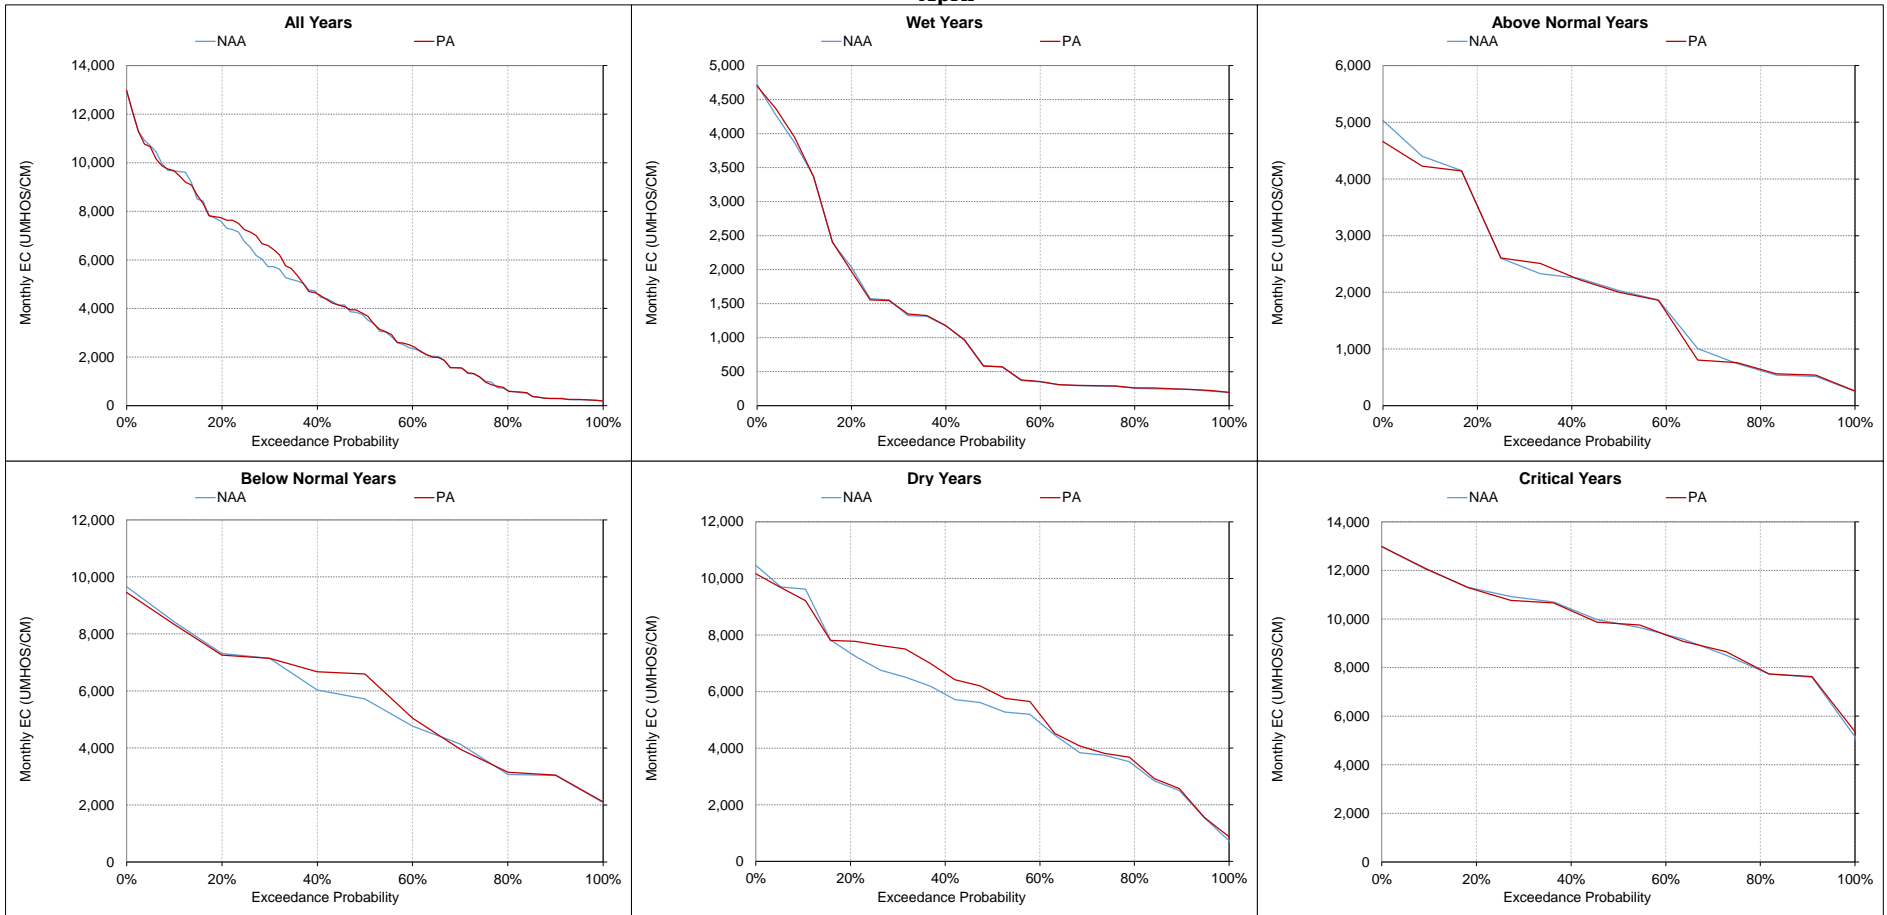 All Years
NAA PA
14,000
12,000
10,000
8,000
6,000
4,000
2,000
0
Monthly EC (UMHOS/CM)
0% 20% 40% 60% 80% 100%
Exceedance Probability
Wet Years
NAA PA
5,000
4,500
4,000
3,500
3,000
2,500
2,000
1,500
1,000
500
0
Monthly EC (UMHOS/CM)
0% 20% 40% 60% 80% 100%
Exceedance Probability
Above Normal Years
NAA PA
6,000
5,000
4,000
3,000
2,000
1,000
0
Monthly EC (UMHOS/CM)
0% 20% 40% 60% 80% 100%
Exceedance Probability
Below Normal Years
NAA PA
12,000
10,000
8,000
6,000
4,000
2,000
0
Monthly EC (UMHOS/CM)
0% 20% 40% 60% 80% 100%
Exceedance Probability
Dry Years
NAA PA
12,000
10,000
8,000
6,000
4,000
2,000
0
Monthly EC (UMHOS/CM)
0% 20% 40% 60% 80% 100%
Exceedance Probability
Critical Years
NAA PA
14,000
12,000
10,000
8,000
6,000
4,000
2,000
0
Monthly EC (UMHOS/CM)
0% 20% 40% 60% 80% 100%
Exceedance Probability